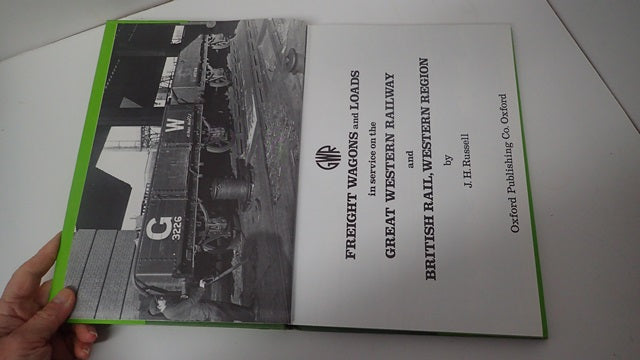 GWR
FREIGHT WAGONS and LOADS
in service on the
GREAT WESTERN RAILWAY
and
BRITISH RAIL, WESTERN REGION
by
J. H. Russell
Oxford Publishing Co. Oxford
G W
3226